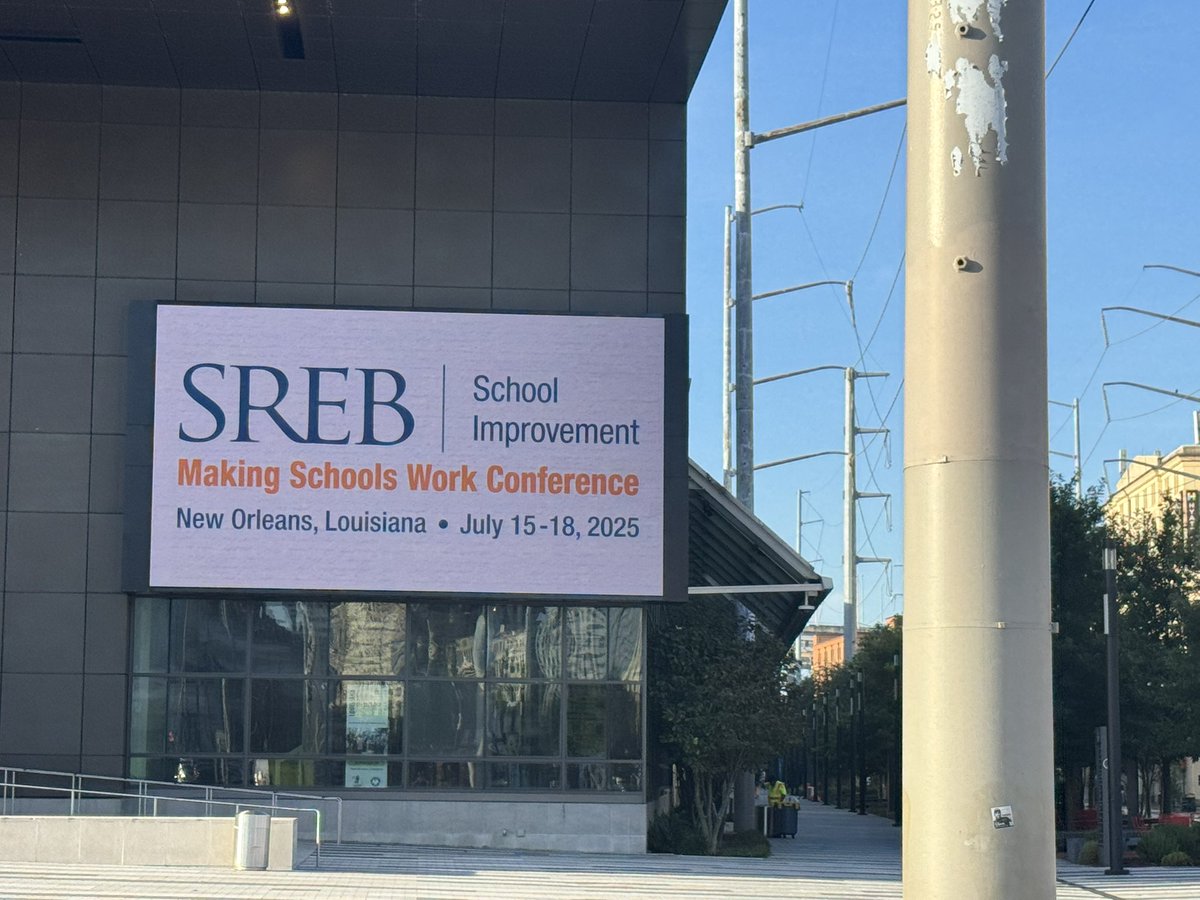 SREB
School
Improvement
Making Schools Work Conference
New Orleans, Louisiana • July 15-18, 2025